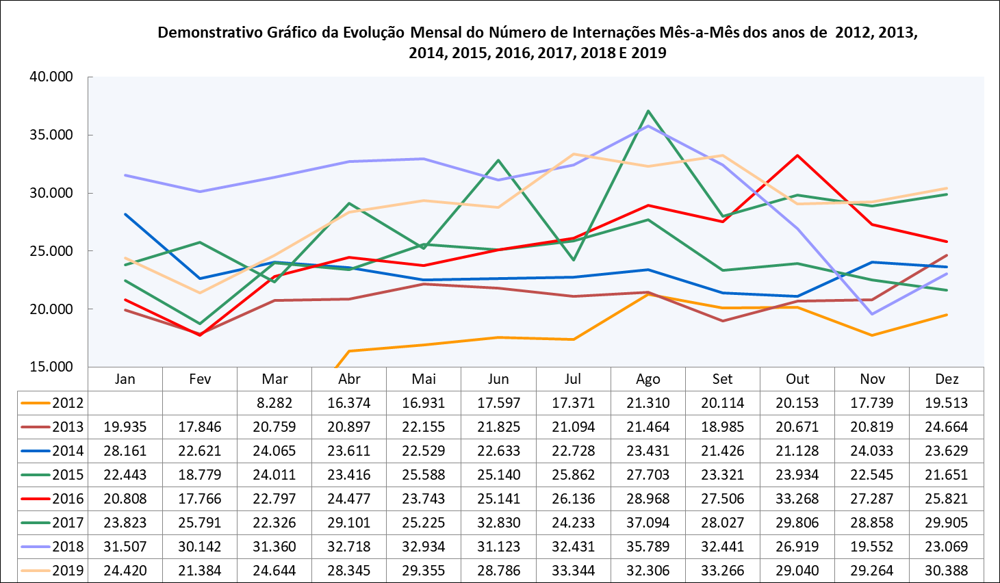 Demonstrativo Gráfico da Evolução Mensal do Número de Internações Mês-a-Mês dos anos de 2012, 2013,
2014, 2015, 2016, 2017, 2018 E 2019
40.000
35.000
30.000
25.000
20.000
15.000
Jan Fev Mar Abr Mai Jun Jul Ago Set Out Nov Dez
2012 8.282 16.374 16.931 17.597 17.371 21.310 20.114 20.153 17.739 19.513
2013 19.935 17.846 20.759 20.897 22.155 21.825 21.094 21.464 18.985 20.671 20.819 24.664
2014 28.161 22.621 24.065 23.611 22.529 22.633 22.728 23.431 21.426 21.128 24.033 23.629
2015 22.443 18.779 24.011 23.416 25.588 25.140 25.862 27.703 23.321 23.934 22.545 21.651
2016 20.808 17.766 22.797 24.477 23.743 25.141 26.136 28.968 27.506 33.268 27.287 25.821
2017 23.823 25.791 22.326 29.101 25.225 32.830 24.233 37.094 28.027 29.806 28.858 29.905
2018 31.507 30.142 31.360 32.718 32.934 31.123 32.431 35.789 32.441 26.919 19.552 23.069
2019 24.420 21.384 24.644 28.345 29.355 28.786 33.344 32.306 33.266 29.040 29.264 30.388